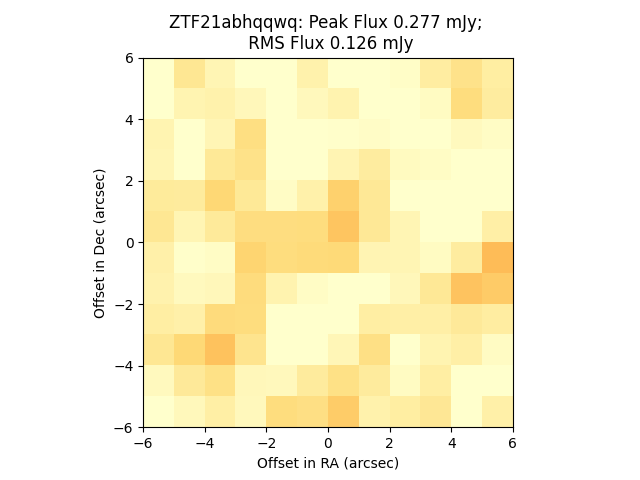 ZTF21abhqqwq: Peak Flux 0.277 mJy;
RMS Flux 0.126 mJy
6
4
2
0
−2
−4
−6
Offset in Dec (arcsec)
−6 −4 −2 0 2 4 6
Offset in RA (arcsec)